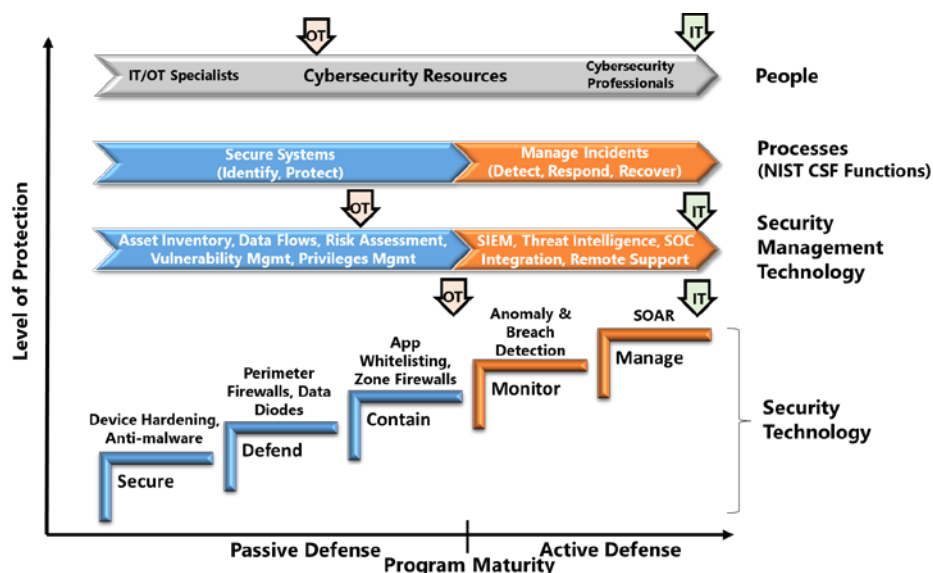 OT
IT
IT/OT Specialists
Cybersecurity Resources
Cybersecurity
Professionals
People
Secure Systems
(Identify, Protect)
Manage Incidents
(Detect, Respond, Recover)
Processes
(NIST CSF Functions)
OT
IT
Asset Inventory, Data Flows, Risk Assessment,
Vulnerability Mgmt, Privileges Mgmt
SIEM, Threat Intelligence, SOC
Integration, Remote Support
Security
Management
Technology
OT
IT
Device Hardening,
Anti-malware
Secure
Perimeter
Firewalls, Data
Diodes
Defend
App
Whitelisting,
Zone Firewalls
Contain
Anomaly &
Breach
Detection
Monitor
SOAR
Manage
Security
Technology
Level of Protection
Passive Defense
Active Defense
Program Maturity